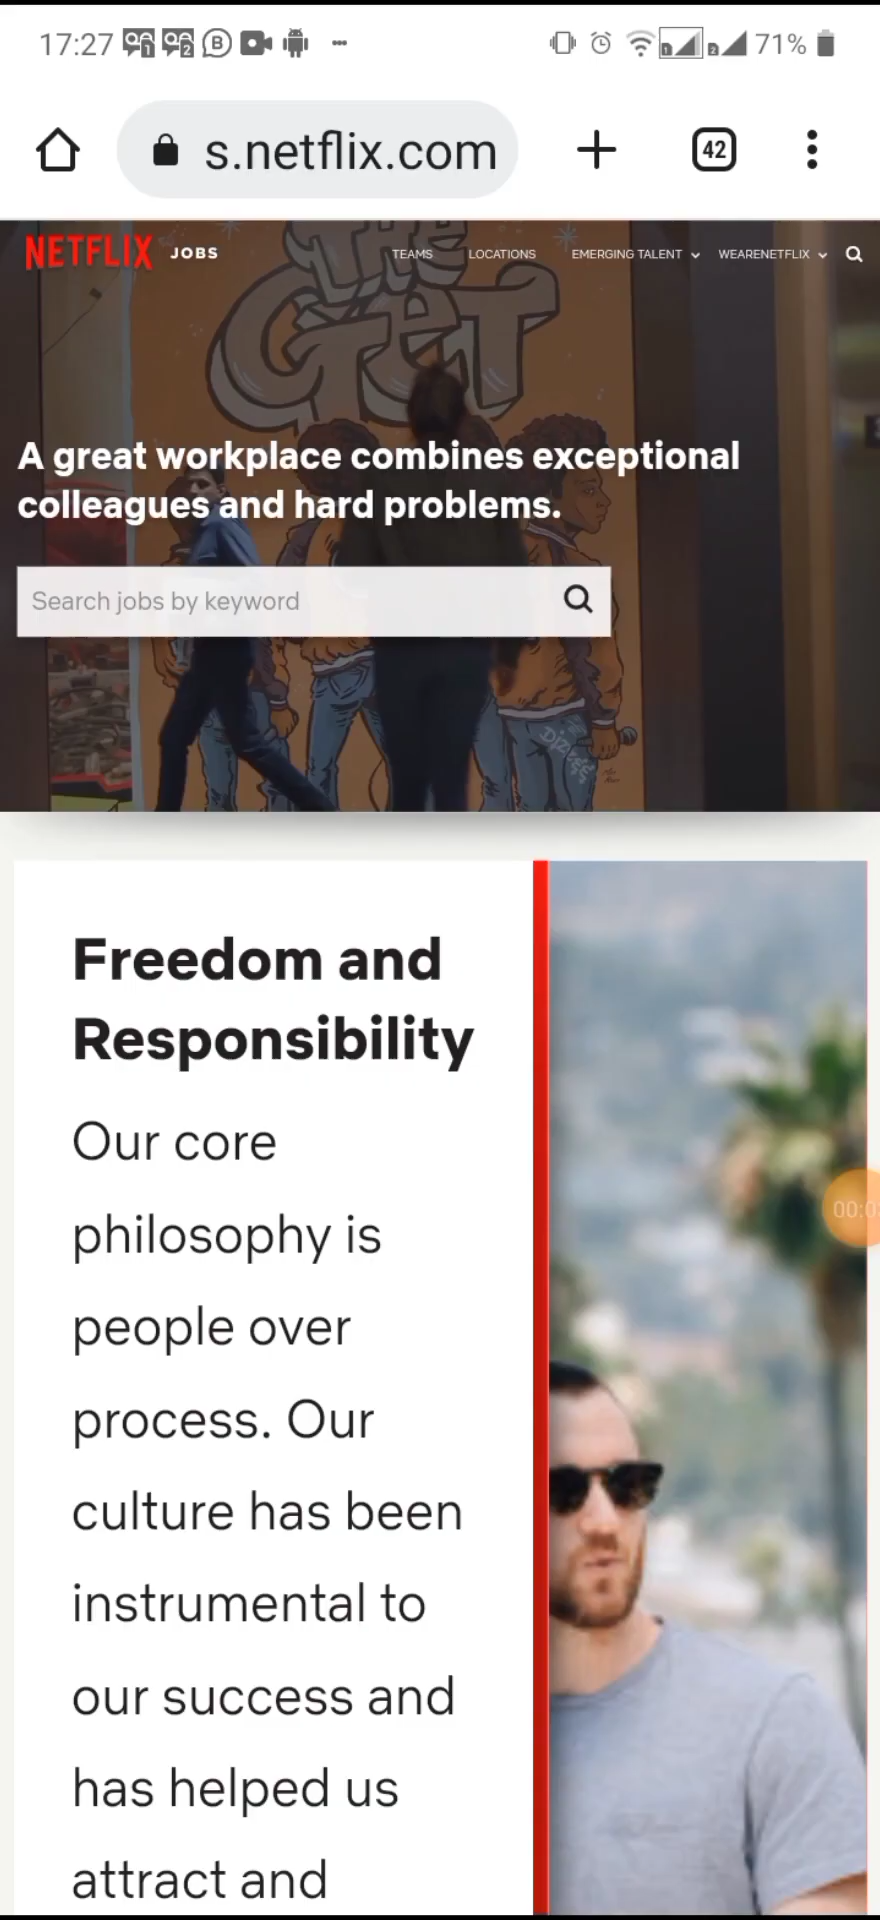 17:27
71%
s.netflix.com
42
NETFLIX JOBS
TEAMS LOCATIONS EMERGING TALENT WEARENETFLIX
THE
Get
A great workplace combines exceptional
colleagues and hard problems.
Search jobs by keyword
Freedom and
Responsibility
Our core
philosophy is
people over
process. Our
culture has been
instrumental to
our success and
has helped us
attract and